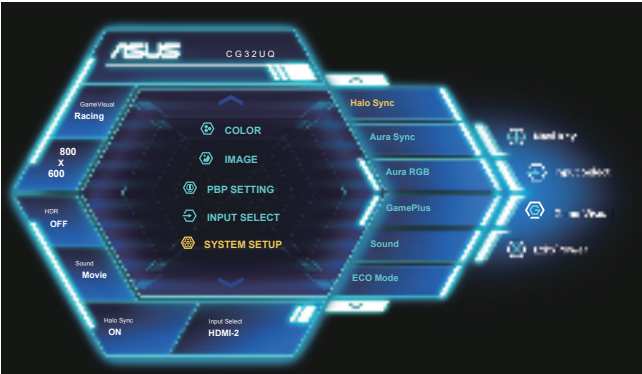 ASUS
CG32UQ
GameVisual
Racing
800
X
600
HDR
OFF
Sound
Movie
Halo Sync
ON
Input Select
HDMI-2
COLOR
IMAGE
PBP SETTING
INPUT SELECT
SYSTEM SETUP
Halo Sync
Aura Sync
Aura RGB
GamePlus
Sound
ECO Mode
Input Select